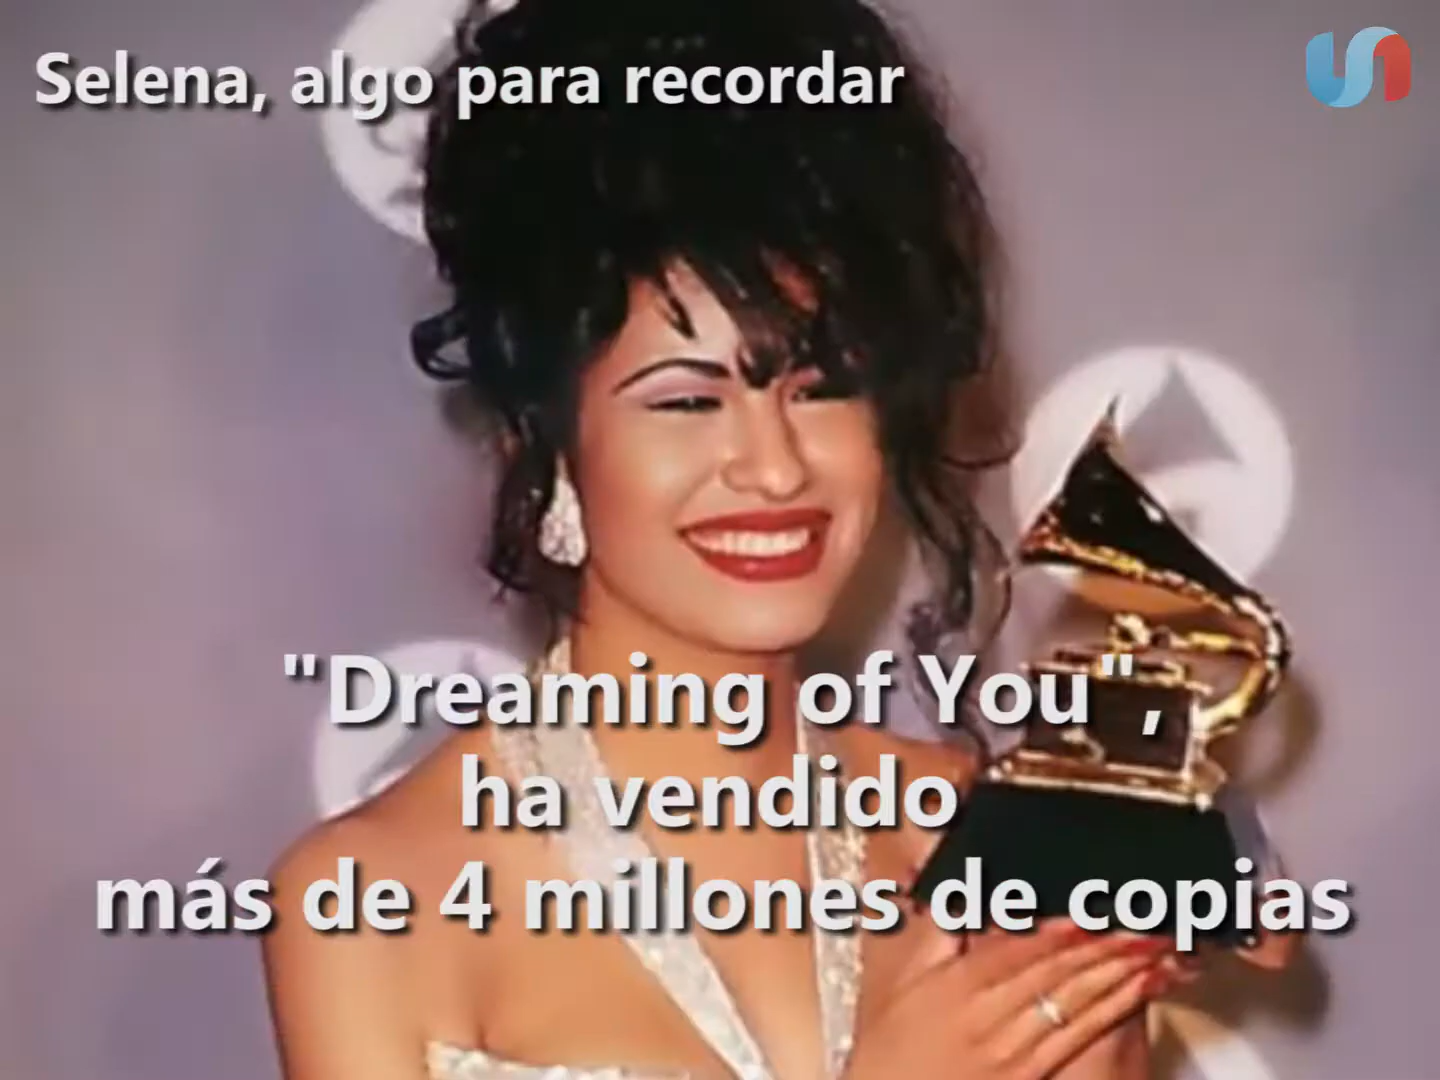 Selena, algo para recordar
"Dreaming of You",
ha vendido
más de 4 millones de copias